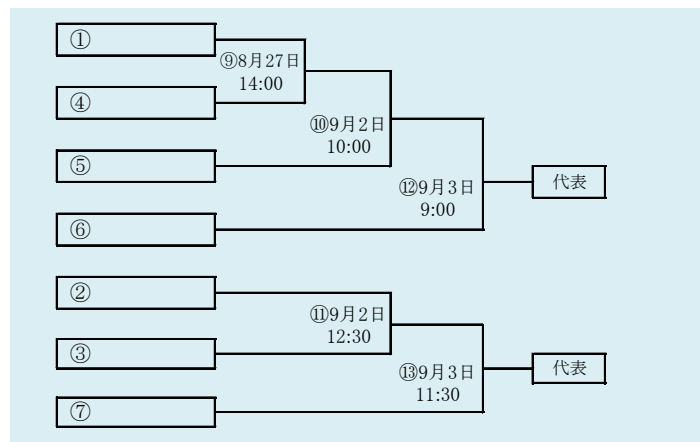 ①
⑨8月27日
14:00
④
⑩9月2日
10:00
⑤
⑫9月3日
9:00
代表
⑥
②
⑪9月2日
12:30
③
⑬9月3日
11:30
代表
⑦